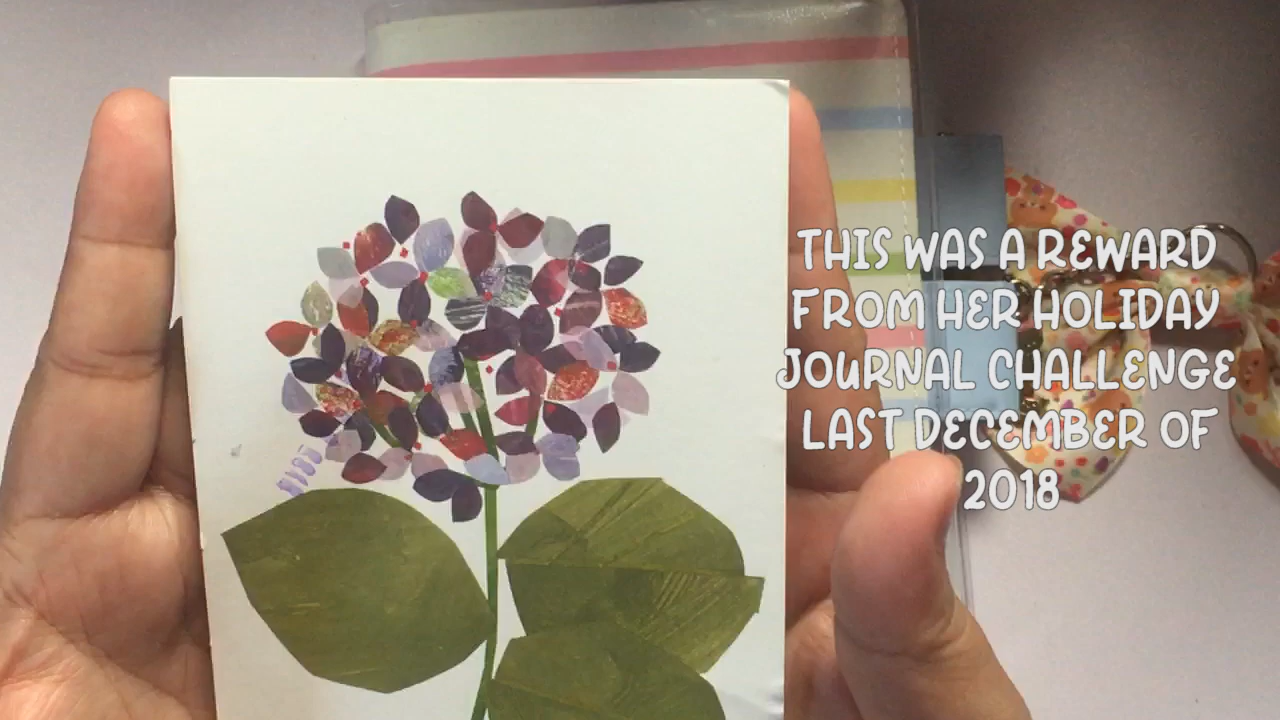 THIS WAS A REWARD
FROM HER HOLIDAY
JOURNAL CHALLENGE
LAST DECEMBER OF
2018